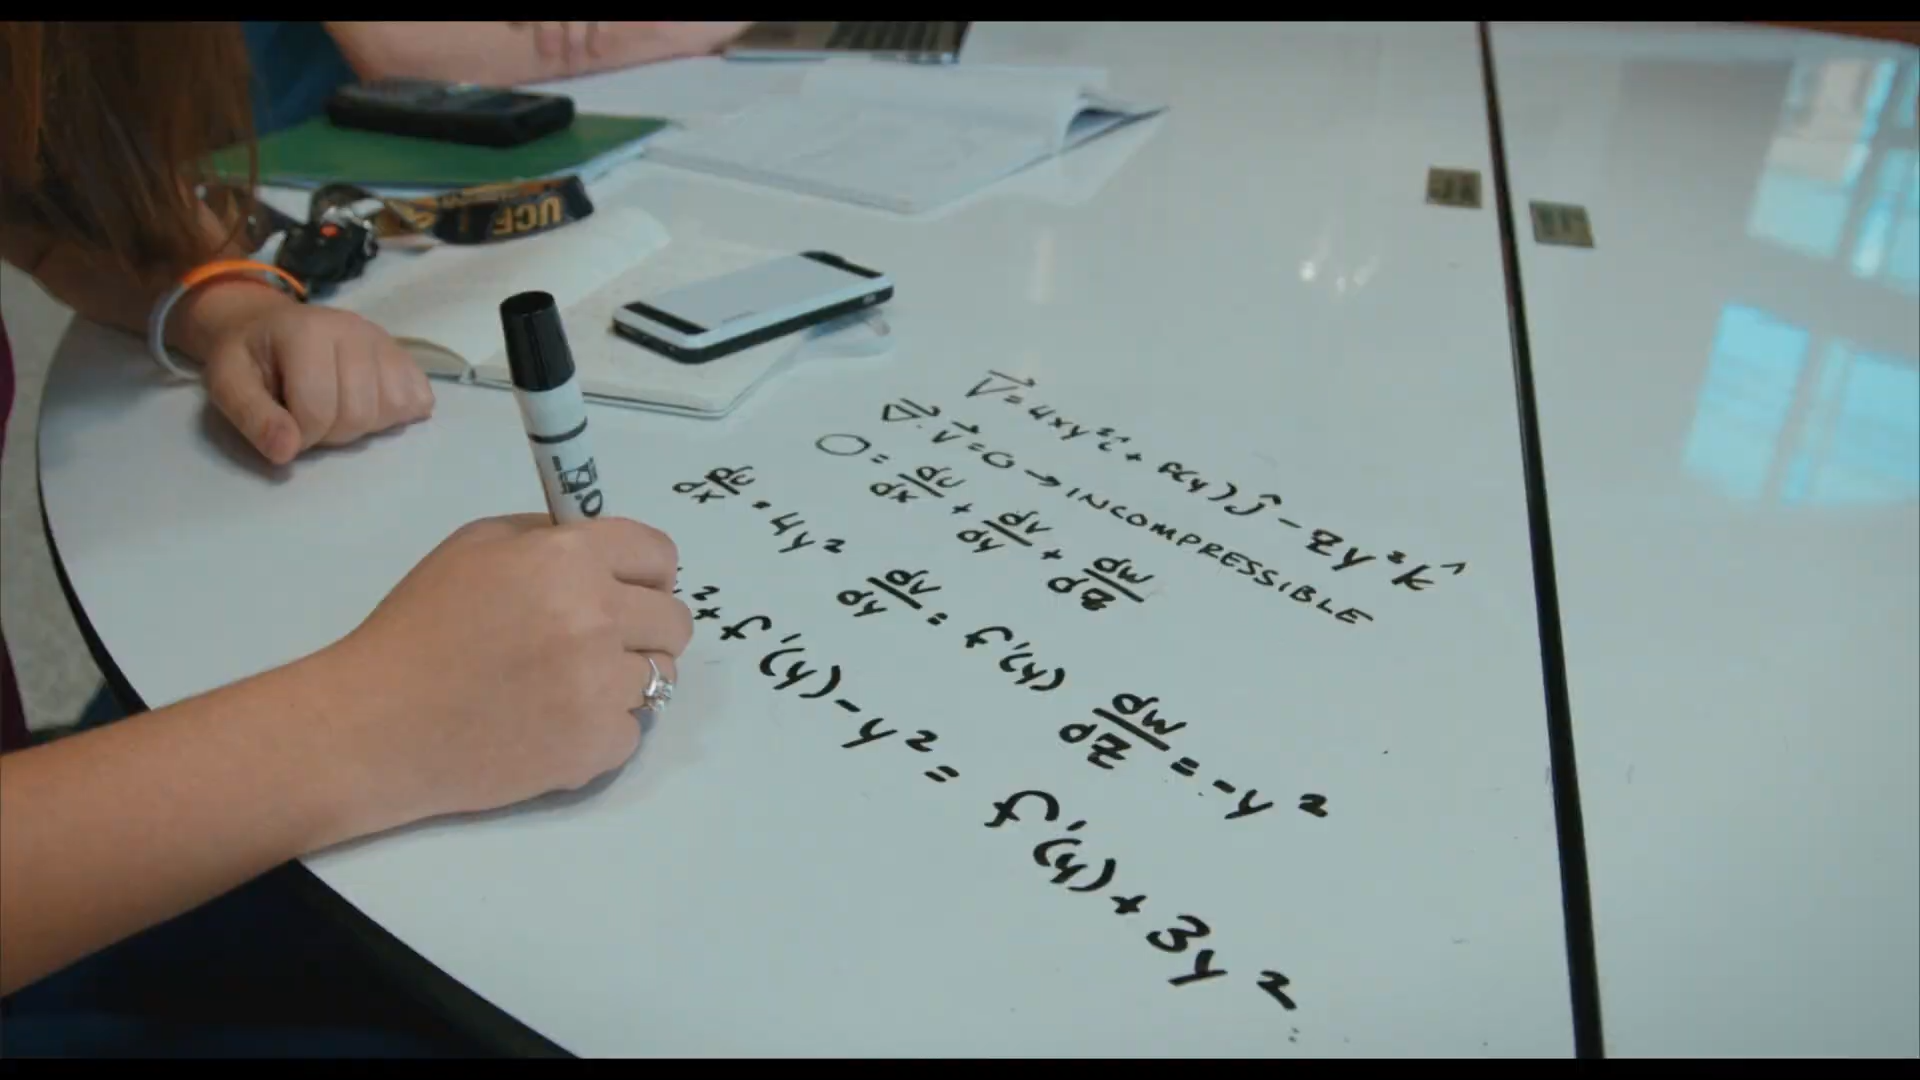 UCF
V⃗ = 4xy²î + f(y)ĵ - zy²k̂
∇⃗·V⃗ = 0 → INCOMPRESSIBLE
0 = du/dx + dv/dy + dw/dz
du/dx = 4y² dv/dy = f'(y) dw/dz = -y²
² + f'(y) - y² = f'(y) + 3y²